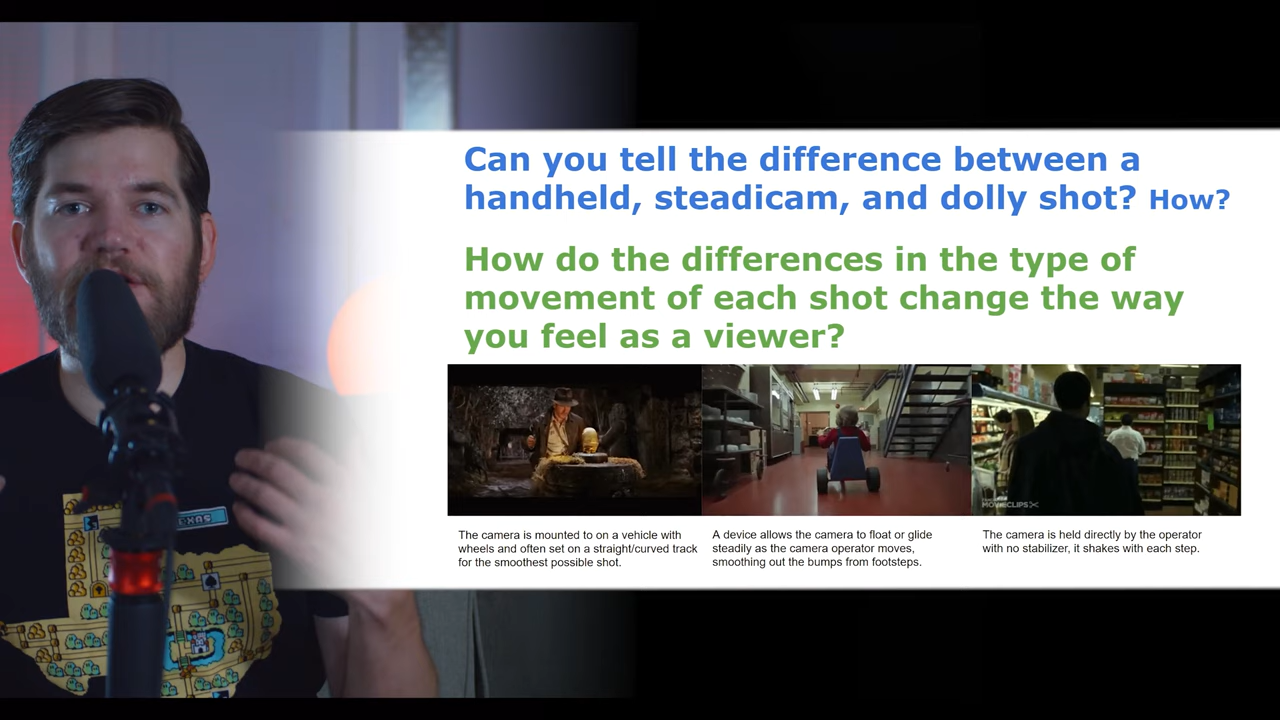 Can you tell the difference between a
handheld, steadicam, and dolly shot? How?
How do the differences in the type of
movement of each shot change the way
you feel as a viewer?
The camera is mounted to on a vehicle with
wheels and often set on a straight/curved track
for the smoothest possible shot.
A device allows the camera to float or glide
steadily as the camera operator moves,
smoothing out the bumps from footsteps.
The camera is held directly by the operator
with no stabilizer, it shakes with each step.
MOVIECLIPS
TEXAS